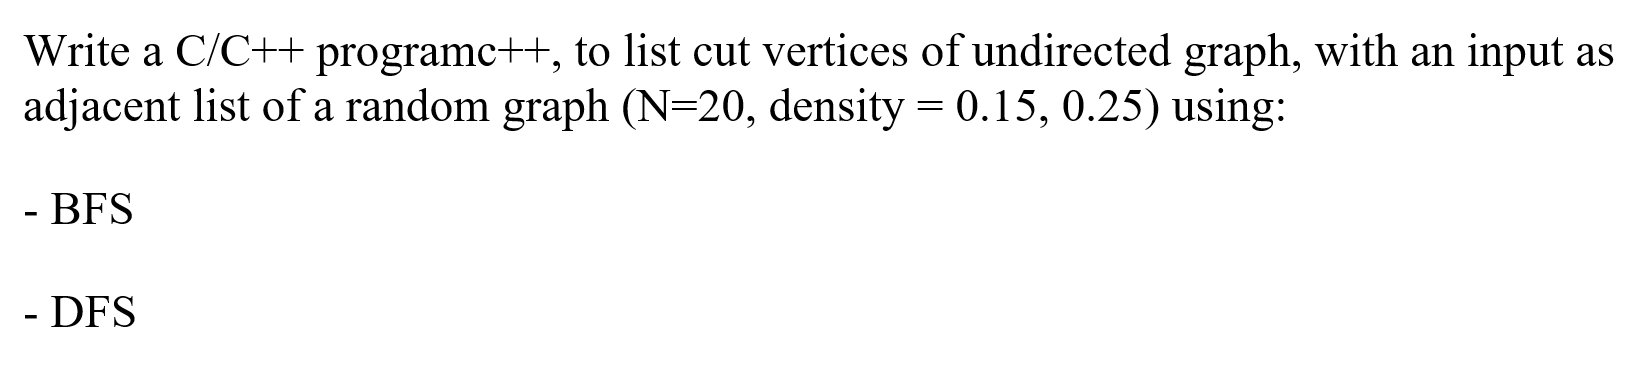 Write a C/C++ programc++, to list cut vertices of undirected graph, with an input as
adjacent list of a random graph (N=20, density = 0.15, 0.25) using:
- BFS
- DFS